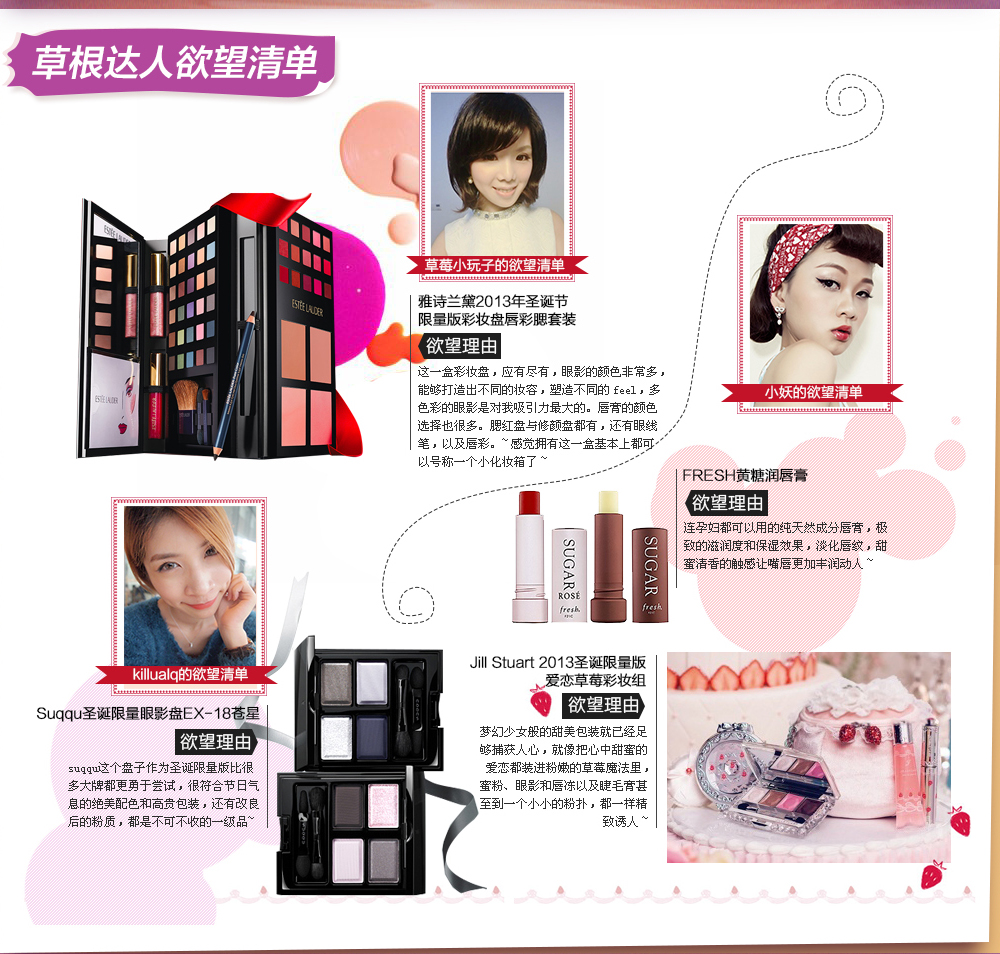 草根达人欲望清单
草莓小玩子的欲望清单
雅诗兰黛2013年圣诞节
限量版彩妆盘唇彩腮套装
欲望理由
这一盒彩妆盘，应有尽有，眼影的颜色非常多，
能够打造出不同的妆容，塑造不同的 feel，多
色彩的眼影是对我吸引力最大的。唇膏的颜色
选择也很多。腮红盘与修颜盘都有，还有眼线
笔，以及唇彩。~ 感觉拥有这一盒基本上都可
以号称一个小化妆箱了 ~
ESTĒE LAUDER
ESTĒE LAUDER
小妖的欲望清单
FRESH黄糖润唇膏
欲望理由
连孕妇都可以用的纯天然成分唇膏，极
致的滋润度和保湿效果，淡化唇纹，甜
蜜清香的触感让嘴唇更加丰润动人 ~
SUGAR
ROSÉ
fresh.
SUGAR
fresh.
killualq的欲望清单
Suqqu圣诞限量眼影盘EX-18苍星
欲望理由
suqqu这个盘子作为圣诞限量版比很
多大牌都更勇于尝试，很符合节日气
息的绝美配色和高贵包装，还有改良
后的粉质，都是不可不收的一级品~
Jill Stuart 2013圣诞限量版
爱恋草莓彩妆组
欲望理由
梦幻少女般的甜美包装就已经足
够捕获人心，就像把心中甜蜜的
爱恋都装进粉嫩的草莓魔法里，
蜜粉、眼影和唇冻以及睫毛膏甚
至到一个小小的粉扑，都一样精
致诱人 ~